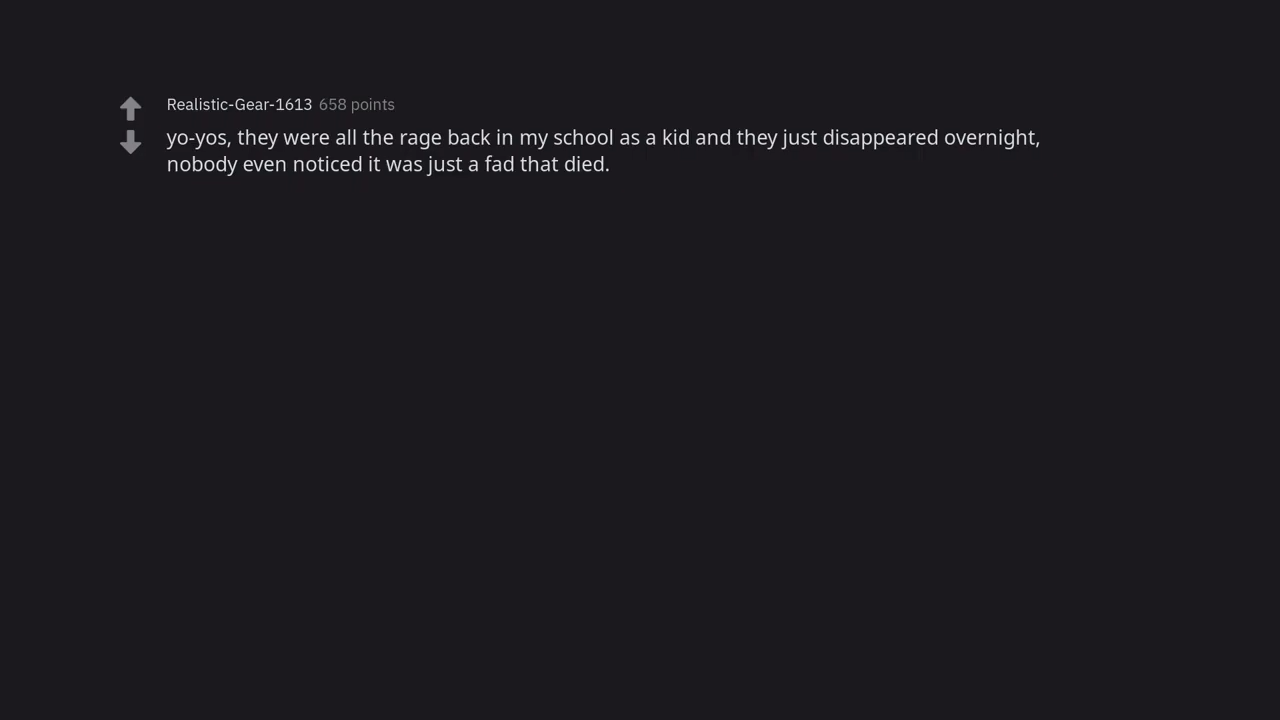 Realistic-Gear-1613 658 points
yo-yos, they were all the rage back in my school as a kid and they just disappeared overnight,
nobody even noticed it was just a fad that died.